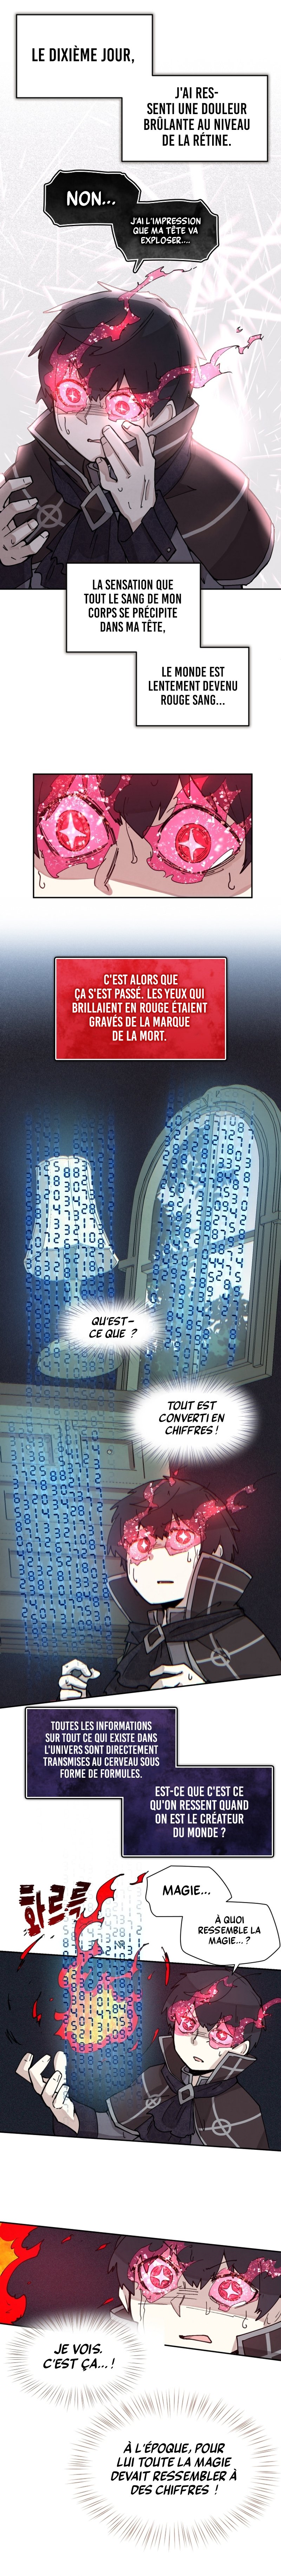 LE DIXIÈME JOUR,
J'AI RES-
SENTI UNE DOULEUR
BRÛLANTE AU NIVEAU
DE LA RÉTINE.
NON...
J'AI L'IMPRESSION
QUE MA TÊTE VA
EXPLOSER....
LA SENSATION QUE
TOUT LE SANG DE MON
CORPS SE PRÉCIPITE
DANS MA TÊTE,
LE MONDE EST
LENTEMENT DEVENU
ROUGE SANG...
C'EST ALORS QUE
ÇA S'EST PASSÉ. LES YEUX QUI
BRILLAIENT EN ROUGE ÉTAIENT
GRAVÉS DE LA MARQUE
DE LA MORT.
QU'EST-
CE QUE ?
TOUT EST
CONVERTI EN
CHIFFRES !
TOUTES LES INFORMATIONS
SUR TOUT CE QUI EXISTE DANS
L'UNIVERS SONT DIRECTEMENT
TRANSMISES AU CERVEAU SOUS
FORME DE FORMULES.
EST-CE QUE C'EST CE
QU'ON RESSENT QUAND
ON EST LE CRÉATEUR
DU MONDE ?
MAGIE...
À QUOI
RESSEMBLE LA
MAGIE...?
화르륵
JE VOIS.
C'EST ÇA...!
À L'ÉPOQUE, POUR
LUI TOUTE LA MAGIE
DEVAIT RESSEMBLER À
DES CHIFFRES !